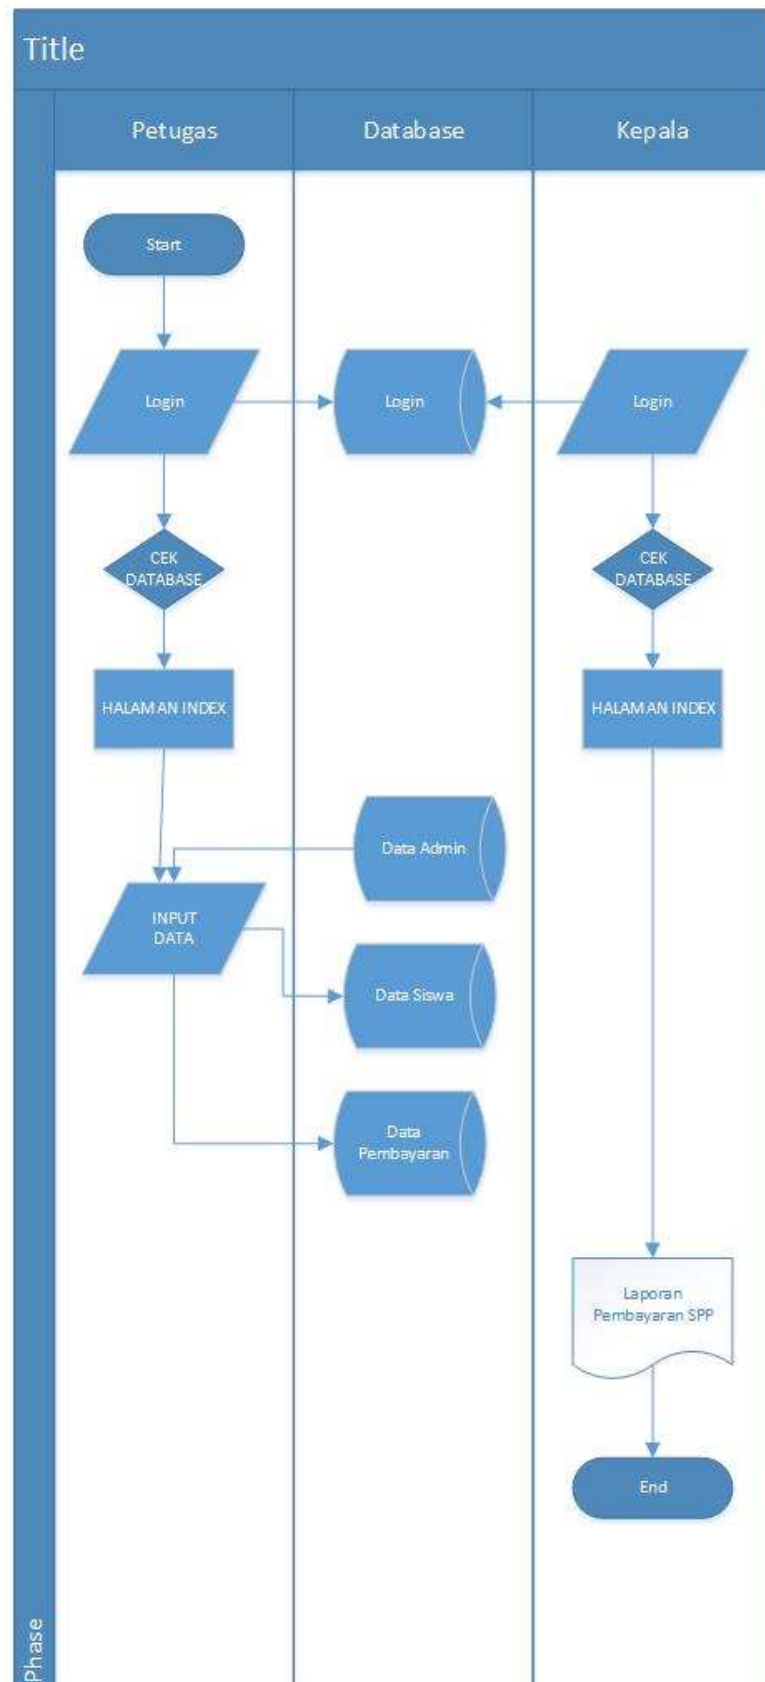 Title
Petugas
Database
Kepala
Start
Login
Login
Login
CEK
DATABASE
CEK
DATABASE
HALAMAN INDEX
HALAMAN INDEX
Data Admin
INPUT
DATA
Data Siswa
Data
Pembayaran
Laporan
Pembayaran SPP
End
Phase